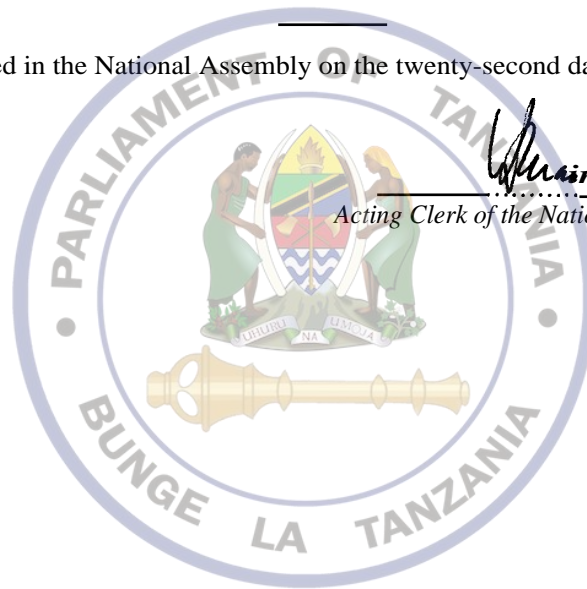 ed in the National Assembly on the twenty-second da
Acting Clerk of the Natio
PARLIAMENT OF TANZANIA
UHURU NA UMOJA
BUNGE LA TANZANIA